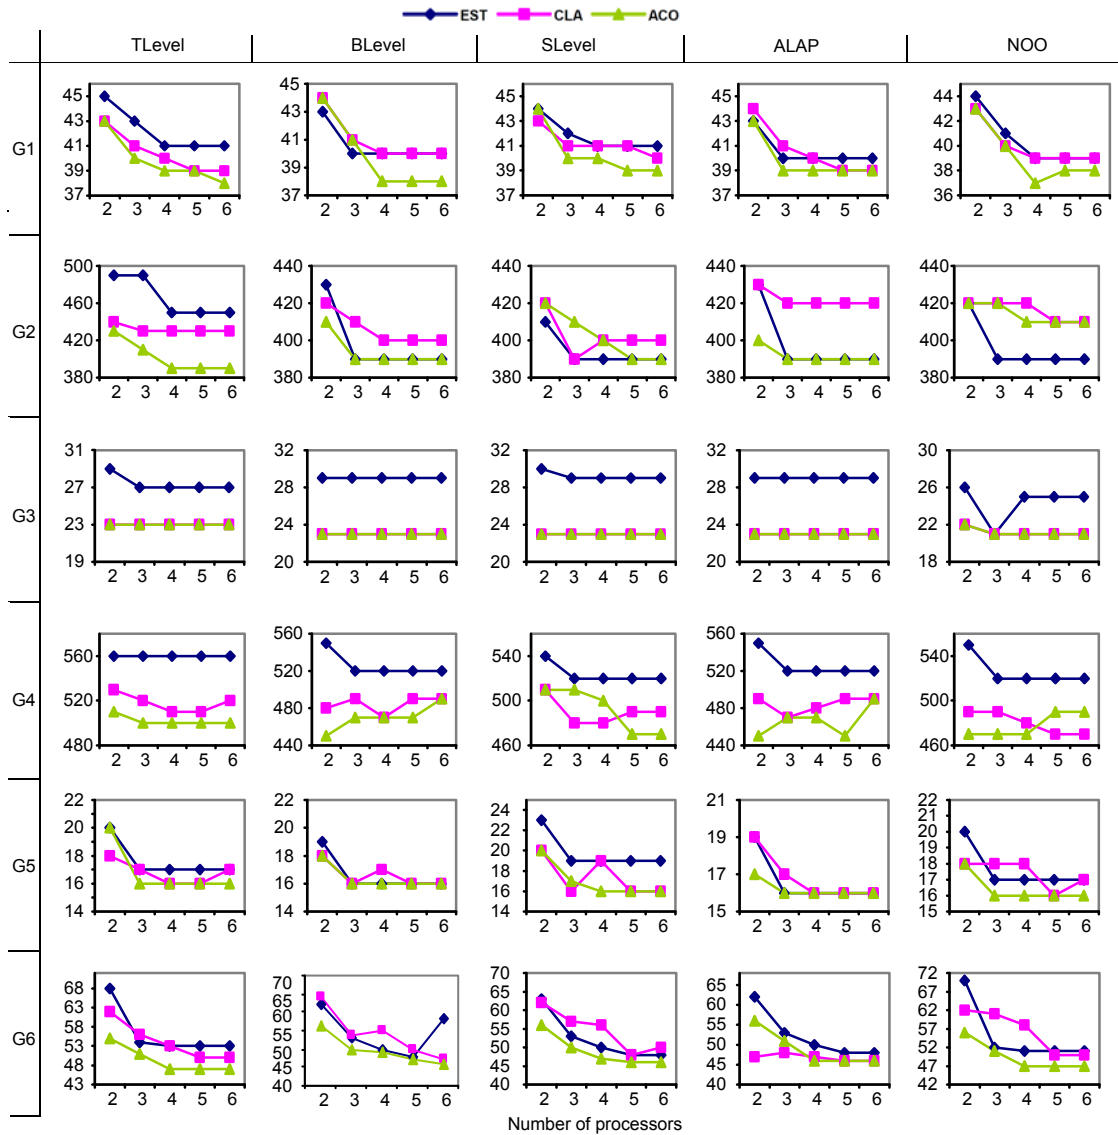 EST CLA ACO
TLevel BLevel SLevel ALAP NOO
G1
45 43 41 39 37
2 3 4 5 6
45 43 41 39 37
2 3 4 5 6
45 43 41 39 37
2 3 4 5 6
45 43 41 39 37
2 3 4 5 6
44 42 40 38 36
2 3 4 5 6
G2
500 460 420 380
2 3 4 5 6
440 420 400 380
2 3 4 5 6
440 420 400 380
2 3 4 5 6
440 420 400 380
2 3 4 5 6
440 420 400 380
2 3 4 5 6
G3
31 27 23 19
2 3 4 5 6
32 28 24 20
2 3 4 5 6
32 28 24 20
2 3 4 5 6
32 28 24 20
2 3 4 5 6
30 26 22 18
2 3 4 5 6
G4
560 520 480
2 3 4 5 6
560 520 480 440
2 3 4 5 6
540 500 460
2 3 4 5 6
560 520 480 440
2 3 4 5 6
540 500 460
2 3 4 5 6
G5
22 20 18 16 14
2 3 4 5 6
22 20 18 16 14
2 3 4 5 6
24 22 20 18 16 14
2 3 4 5 6
21 19 17 15
2 3 4 5 6
22 21 20 19 18 17 16 15
2 3 4 5 6
G6
68 63 58 53 48 43
2 3 4 5 6
70 65 60 55 50 45 40
2 3 4 5 6
70 65 60 55 50 45 40
2 3 4 5 6
65 60 55 50 45 40
2 3 4 5 6
72 67 62 57 52 47 42
2 3 4 5 6
Number of processors